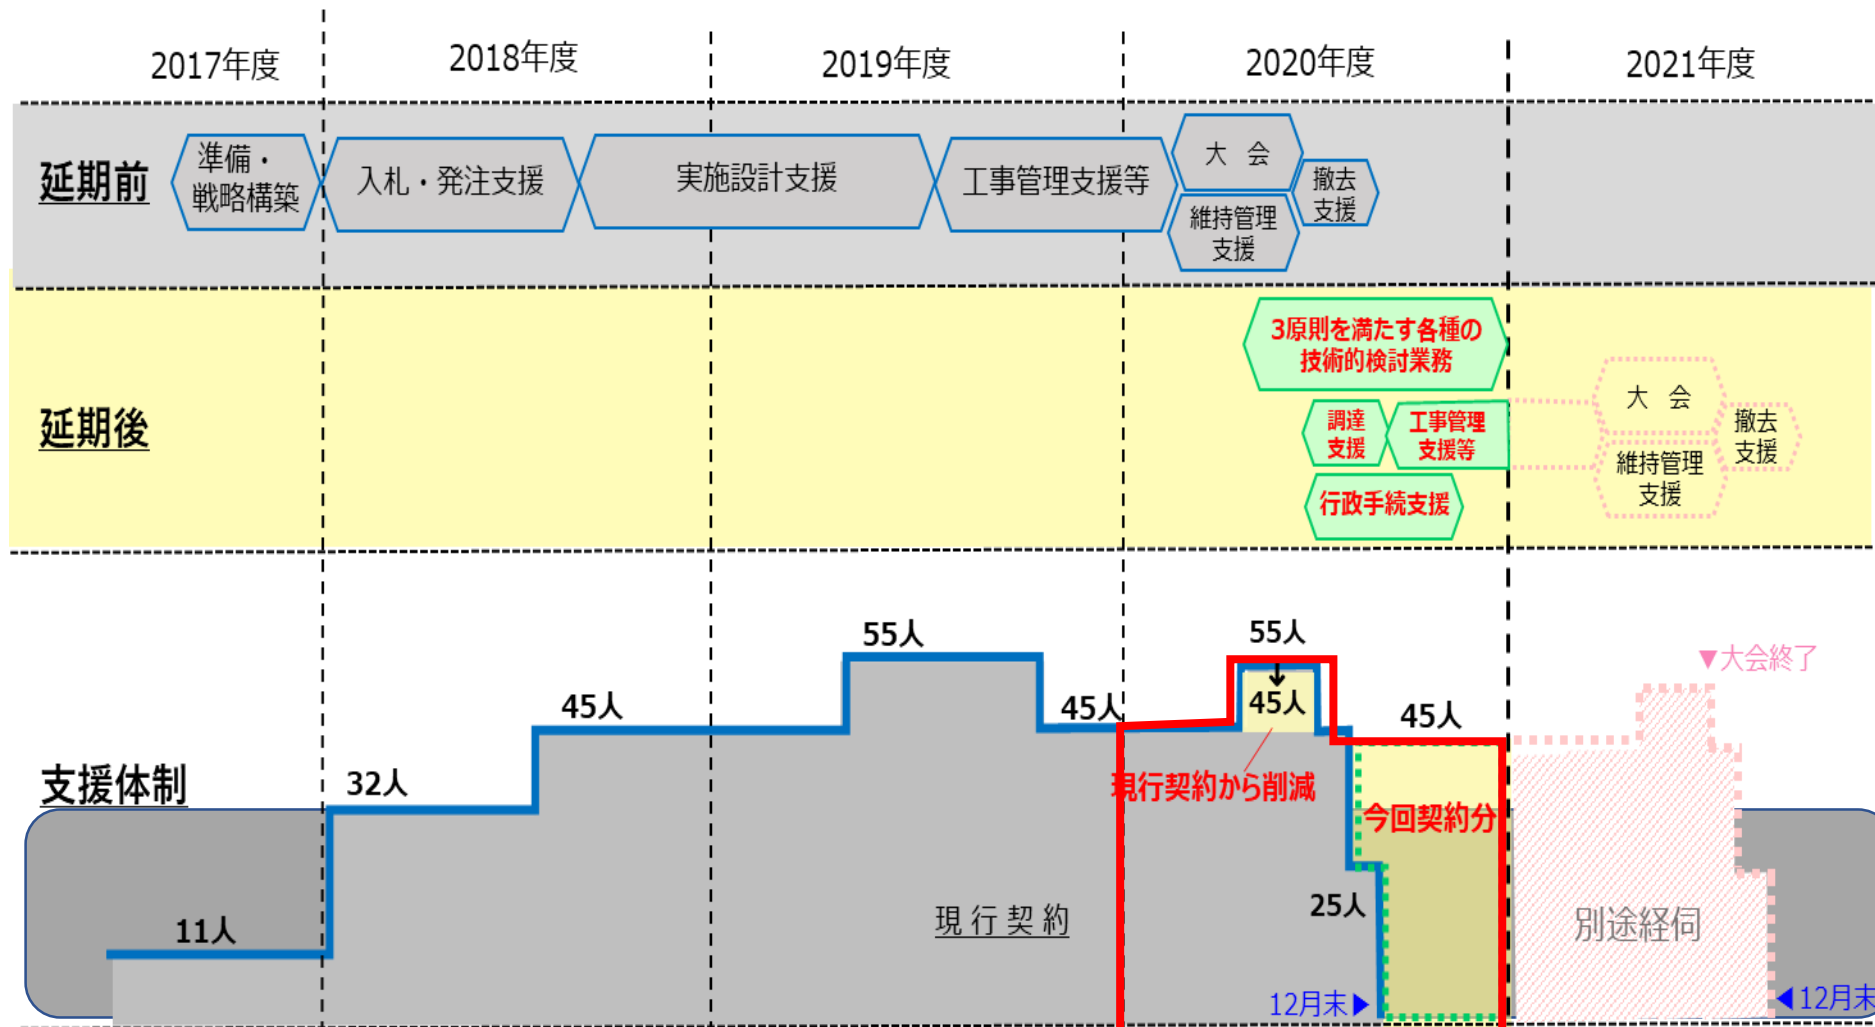 2017年度
2018年度
2019年度
2020年度
2021年度
延期前
準備・
戦略構築
入札・発注支援
実施設計支援
工事管理支援等
大　会
維持管理
支援
撤去
支援
延期後
3原則を満たす各種の
技術的検討業務
調達
支援
工事管理
支援等
行政手続支援
大　会
維持管理
支援
撤去
支援
支援体制
11人
32人
45人
55人
45人
55人
↓
45人
現行契約から削減
45人
今回契約分
25人
現 行 契 約
12月末▶
▼大会終了
別途経伺
◀12月末